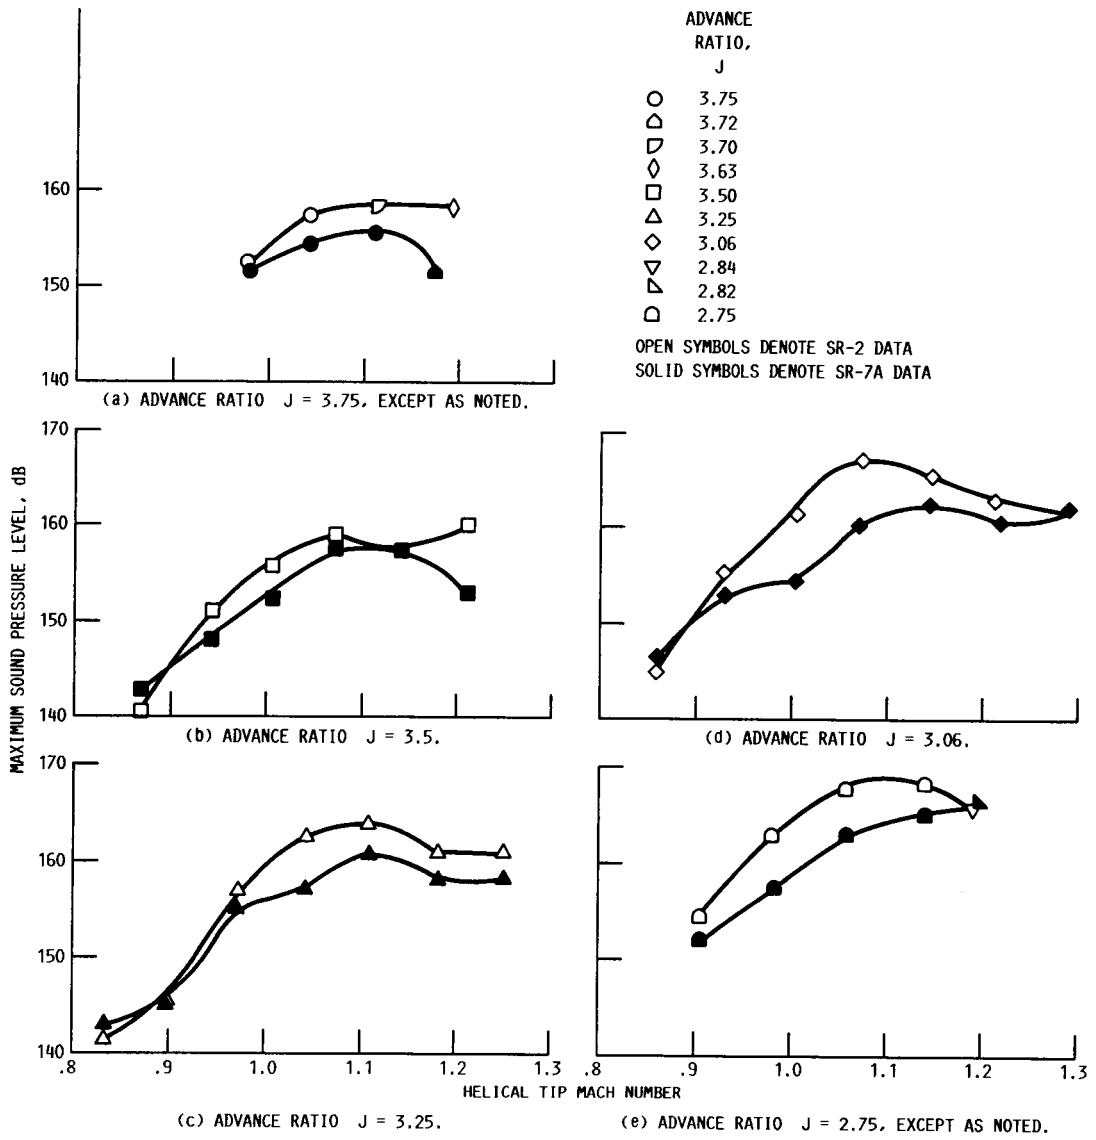 ADVANCE
RATIO,
J
3.75
3.72
3.70
3.63
3.50
3.25
3.06
2.84
2.82
2.75
OPEN SYMBOLS DENOTE SR-2 DATA
SOLID SYMBOLS DENOTE SR-7A DATA
160
150
140
(a) ADVANCE RATIO J = 3.75, EXCEPT AS NOTED.
MAXIMUM SOUND PRESSURE LEVEL, dB
170
160
150
140
(b) ADVANCE RATIO J = 3.5.
(d) ADVANCE RATIO J = 3.06.
170
160
150
140
.8 .9 1.0 1.1 1.2 1.3
.8 .9 1.0 1.1 1.2 1.3
HELICAL TIP MACH NUMBER
(c) ADVANCE RATIO J = 3.25.
(e) ADVANCE RATIO J = 2.75, EXCEPT AS NOTED.